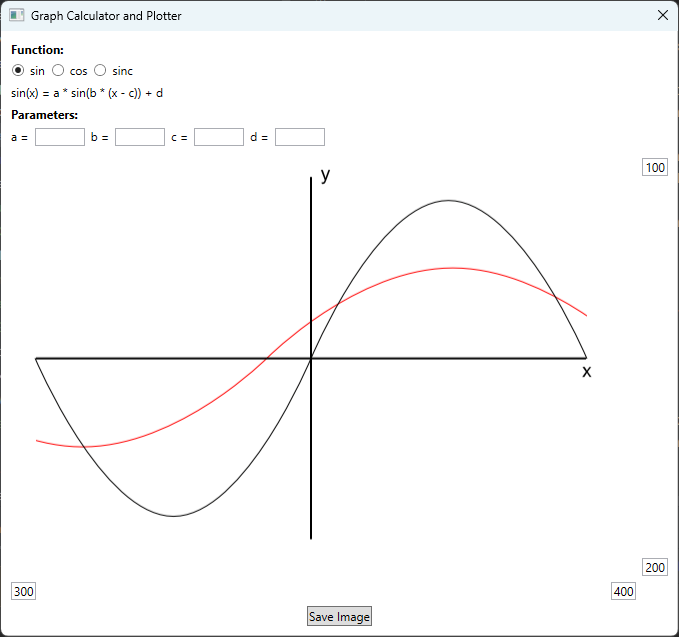 Graph Calculator and Plotter
Function:
sin cos sinc
sin(x) = a * sin(b * (x - c)) + d
Parameters:
a = b = c = d =
100
y
x
200
300 400
Save Image